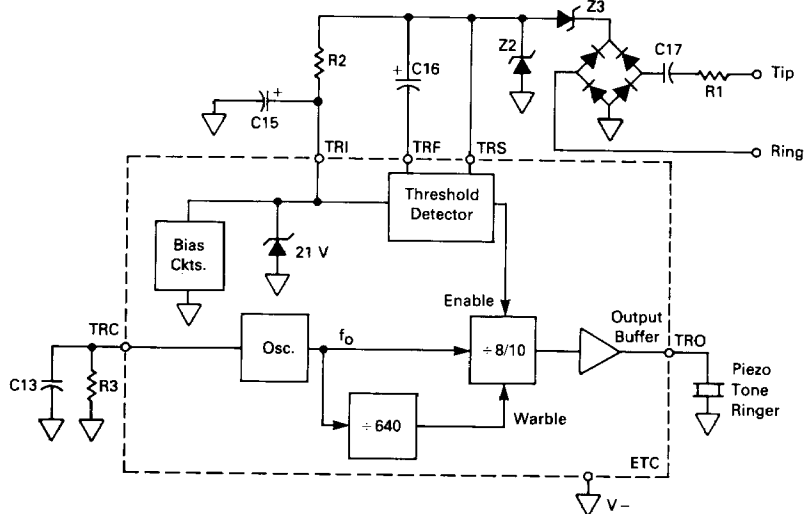 Z3
R2
C16
+
Z2
C17
R1
Tip
+
C15
Ring
TRI
TRF
TRS
Threshold
Detector
Bias
Ckts.
21 V
Enable
Output
Buffer
TRC
Osc.
fo
÷8/10
TRO
C13
R3
Piezo
Tone
Ringer
÷640
Warble
ETC
V−